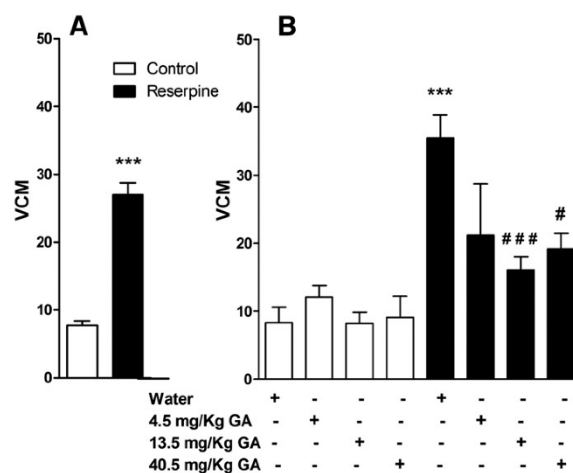 A
B
50
40
30
20
10
0
VCM
Control
Reserpine
***
50
40
30
20
10
0
VCM
***
#
###
#
Water + - - - + - - -
4.5 mg/Kg GA - + - - - + - -
13.5 mg/Kg GA - - + - - - + -
40.5 mg/Kg GA - - - + - - - +